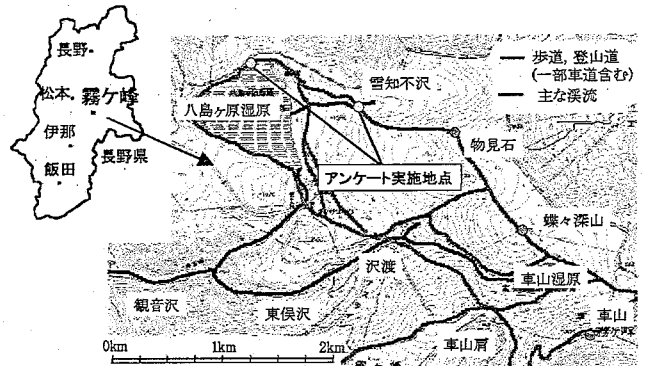 長野
松本
霧ケ峰
伊那
長野県
飯田
歩道，登山道
(一部車道含む)
主な渓流
雪知不沢
八島ヶ原湿原
物見石
アンケート実施地点
蝶々深山
沢渡
車山湿原
観音沢
東俣沢
車山
車山肩
0km
1km
2km